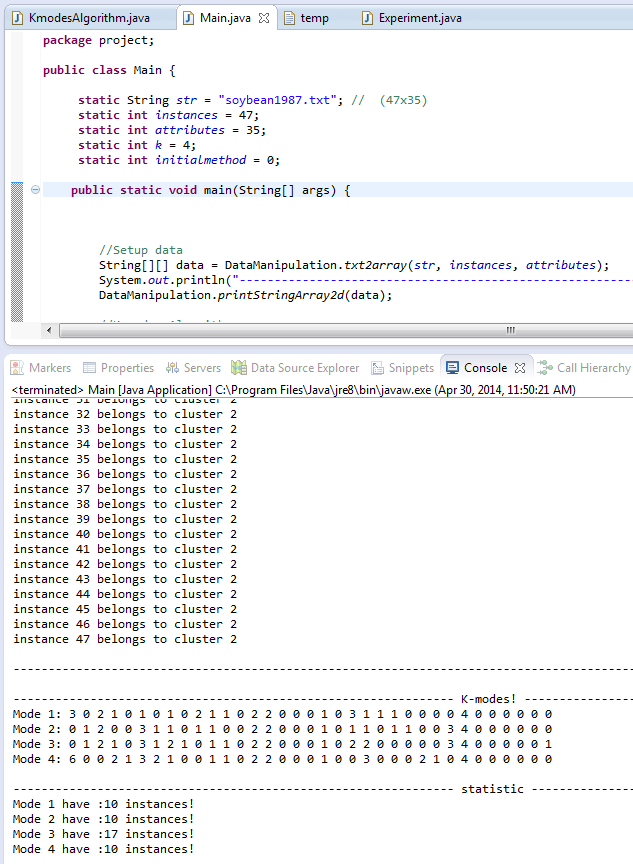 KmodesAlgorithm.java Main.java temp Experiment.java
package project;
public class Main {
static String str = "soybean1987.txt"; // (47x35)
static int instances = 47;
static int attributes = 35;
static int k = 4;
static int initialmethod = 0;
public static void main(String[] args) {
//Setup data
String[][] data = DataManipulation.txt2array(str, instances, attributes);
System.out.println("--------------------------------------------------------
DataManipulation.printStringArray2d(data);
Markers Properties Servers Data Source Explorer Snippets Console Call Hierarchy
<terminated> Main [Java Application] C:\Program Files\Java\jre8\bin\javaw.exe (Apr 30, 2014, 11:50:21 AM)
instance 31 belongs to cluster 2
instance 32 belongs to cluster 2
instance 33 belongs to cluster 2
instance 34 belongs to cluster 2
instance 35 belongs to cluster 2
instance 36 belongs to cluster 2
instance 37 belongs to cluster 2
instance 38 belongs to cluster 2
instance 39 belongs to cluster 2
instance 40 belongs to cluster 2
instance 41 belongs to cluster 2
instance 42 belongs to cluster 2
instance 43 belongs to cluster 2
instance 44 belongs to cluster 2
instance 45 belongs to cluster 2
instance 46 belongs to cluster 2
instance 47 belongs to cluster 2
----------------------------------------------------------------------------------------
--------------------------------------------------------------- K-modes! ---------------
Mode 1: 3 0 2 1 0 1 0 1 0 2 1 1 0 2 2 0 0 0 1 0 3 1 1 1 0 0 0 0 4 0 0 0 0 0 0
Mode 2: 0 1 2 0 0 3 1 1 0 1 1 0 0 2 2 0 0 0 1 0 1 1 0 1 1 0 0 3 4 0 0 0 0 0 0
Mode 3: 0 1 2 1 0 3 1 2 1 0 1 1 0 2 2 0 0 0 1 0 2 2 0 0 0 0 0 3 4 0 0 0 0 0 1
Mode 4: 6 0 0 2 1 3 2 1 0 0 1 1 0 2 2 0 0 0 1 0 0 3 0 0 0 2 1 0 4 0 0 0 0 0 0
--------------------------------------------------------------- statistic --------------
Mode 1 have :10 instances!
Mode 2 have :10 instances!
Mode 3 have :17 instances!
Mode 4 have :10 instances!